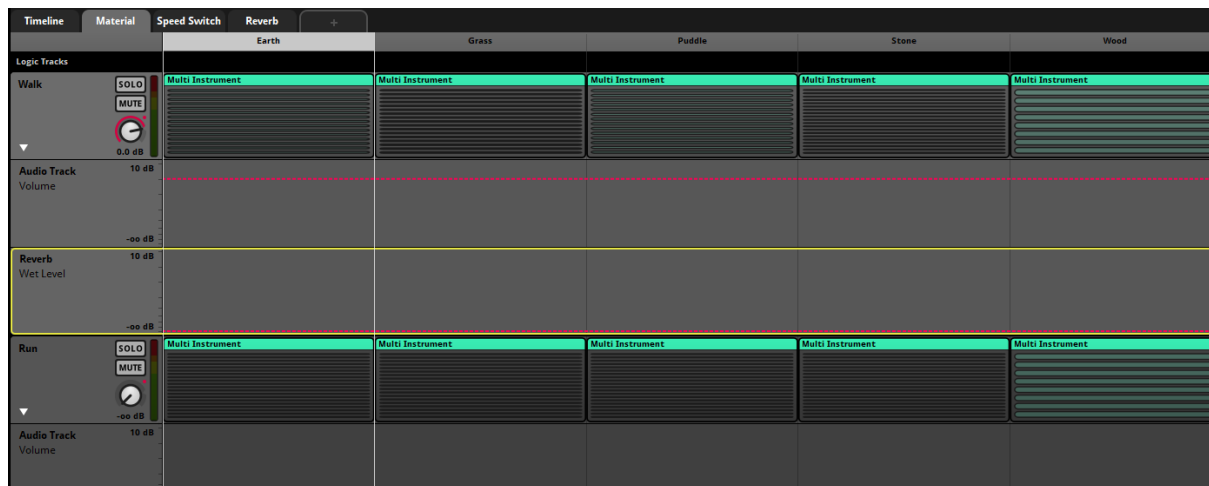 Timeline Material Speed Switch Reverb +
Earth Grass Puddle Stone Wood
Logic Tracks
Walk SOLO Multi Instrument Multi Instrument Multi Instrument Multi Instrument Multi Instrument
MUTE
0.0 dB
Audio Track 10 dB
Volume
-oo dB
Reverb 10 dB
Wet Level
-oo dB
Run SOLO Multi Instrument Multi Instrument Multi Instrument Multi Instrument Multi Instrument
MUTE
-oo dB
Audio Track 10 dB
Volume